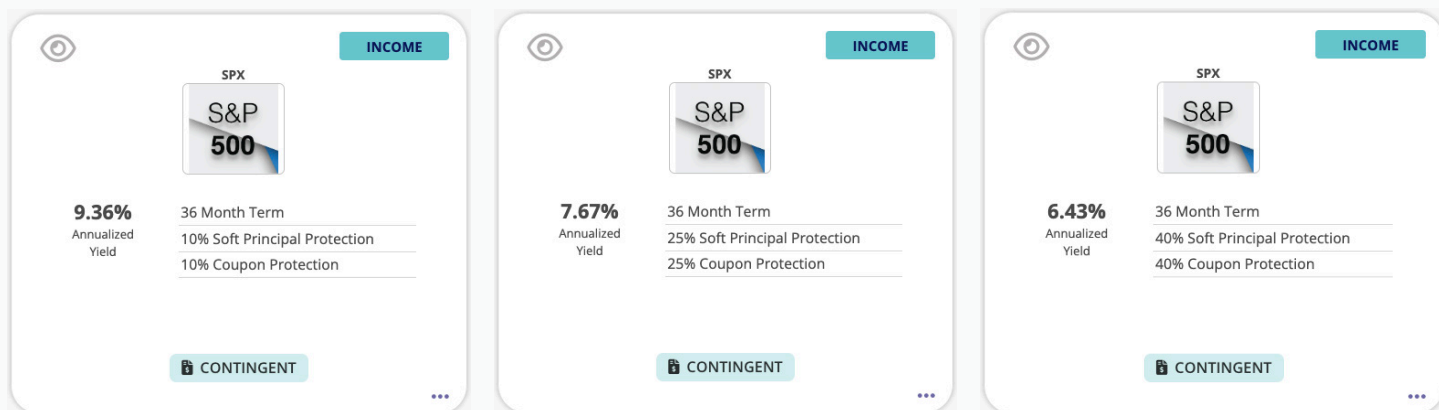 INCOME
SPX
S&P
500
9.36%
Annualized
Yield
36 Month Term
10% Soft Principal Protection
10% Coupon Protection
CONTINGENT
INCOME
SPX
S&P
500
7.67%
Annualized
Yield
36 Month Term
25% Soft Principal Protection
25% Coupon Protection
CONTINGENT
INCOME
SPX
S&P
500
6.43%
Annualized
Yield
36 Month Term
40% Soft Principal Protection
40% Coupon Protection
CONTINGENT